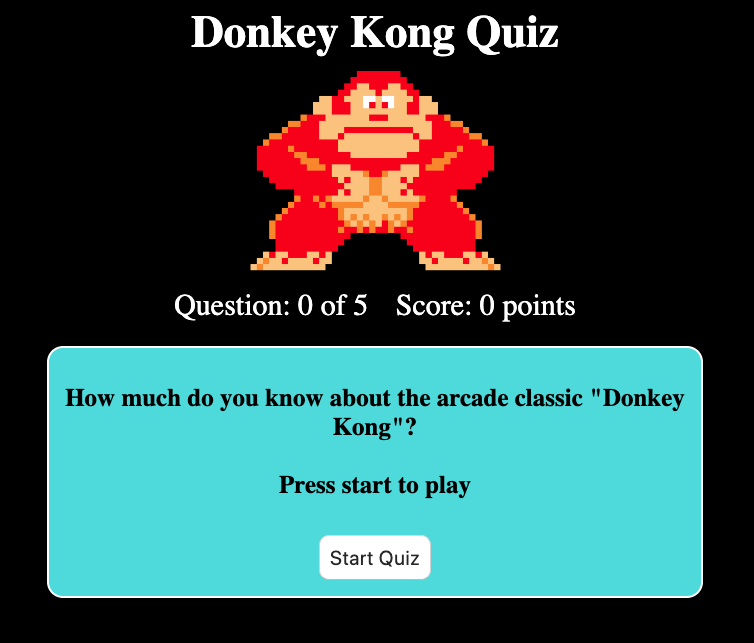 Donkey Kong Quiz
Question: 0 of 5 Score: 0 points
How much do you know about the arcade classic "Donkey
Kong"?
Press start to play
Start Quiz